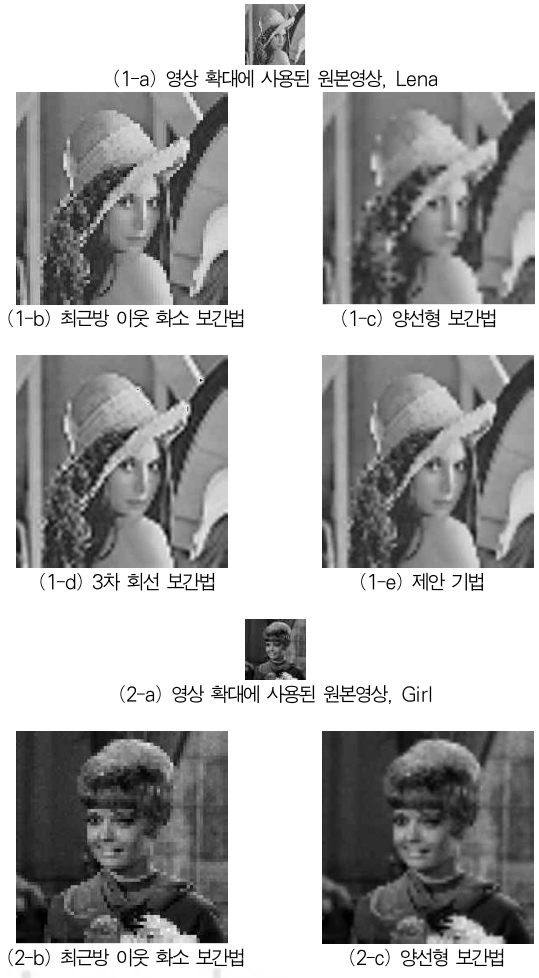 (1-a) 영상 확대에 사용된 원본영상, Lena
(1-b) 최근방 이웃 화소 보간법
(1-c) 양선형 보간법
(1-d) 3차 회선 보간법
(1-e) 제안 기법
(2-a) 영상 확대에 사용된 원본영상, Girl
(2-b) 최근방 이웃 화소 보간법
(2-c) 양선형 보간법